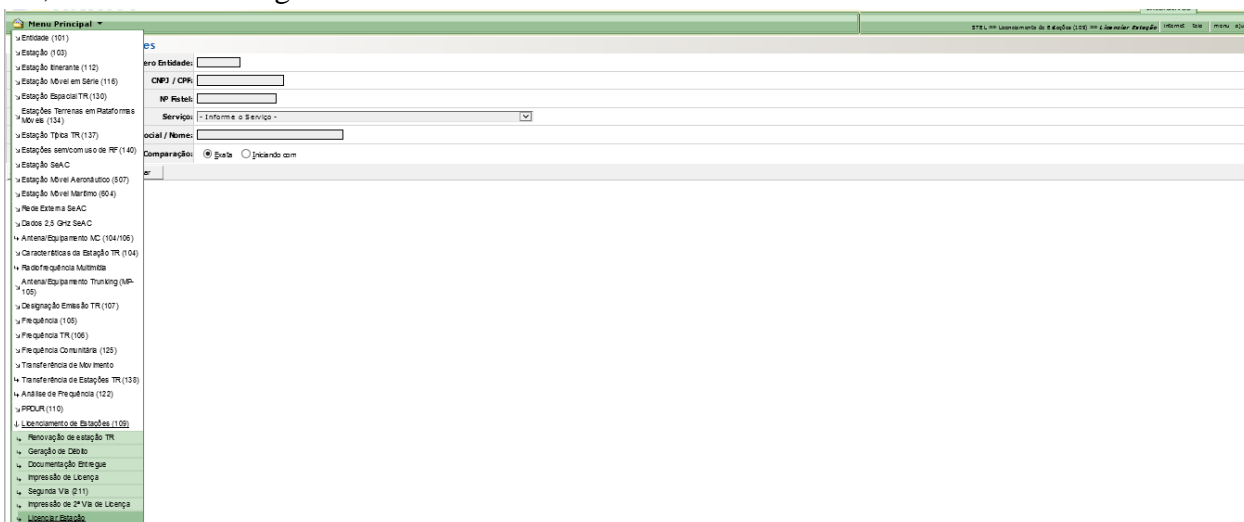 Menu Principal
STEL »» Licenciamento de Estações (109) »» Licenciar Estação internet tela menu
Entidade (101)
Estação (103)
Estação Itinerante (112)
Estação Móvel em Série (116)
Estação Espacial TR (130)
Estações Terrenas em Plataformas
Móveis (134)
Estação Típica TR (137)
Estações sem/com uso de RF (140)
Estação SeAC
Estação Móvel Aeronáutico (507)
Estação Móvel Marítimo (604)
Rede Externa SeAC
Dados 2,5 GHz SeAC
Antena/Equipamento MC (104/106)
Características da Estação TR (104)
Radiofrequência Multimídia
Antena/Equipamento Trunking (MP-
105)
Designação Emissão TR (107)
Frequência (105)
Frequência TR (106)
Frequência Comunitária (125)
Transferência de Movimento
Transferência de Estações TR (138)
Análise de Frequência (122)
PPDUR (110)
Licenciamento de Estações (109)
Renovação de estação TR
Geração de Débito
Documentação Entregue
Impressão de Licença
Segunda Via (211)
Impressão de 2ª Via de Licença
Licenciar Estação
es
ero Entidade:
CNPJ / CPF:
Nº Fistel:
Serviço: - Informe o Serviço -
ocial / Nome:
Comparação: Exata Iniciando com
ar